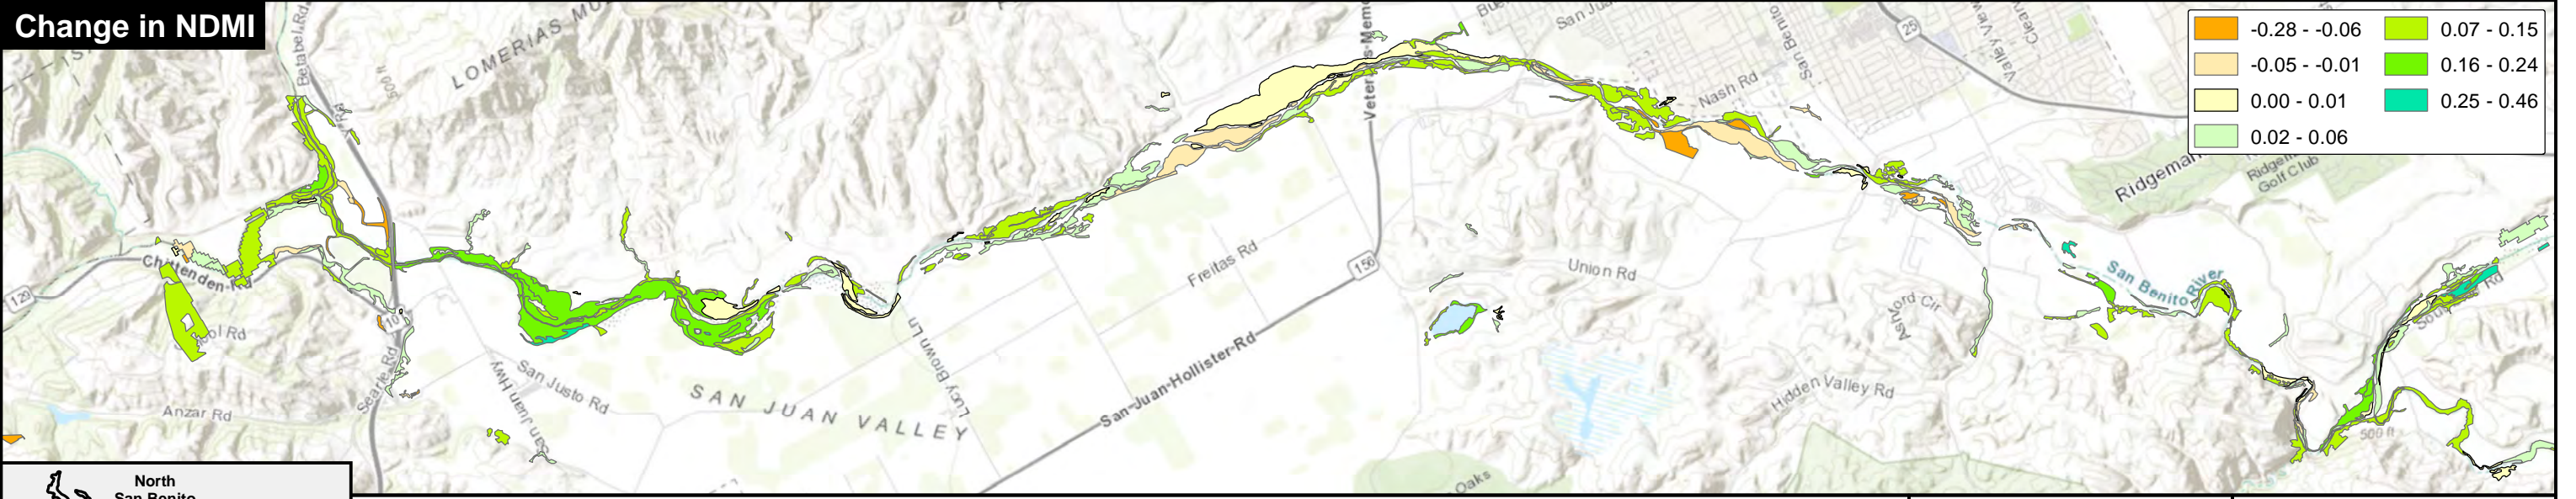 Change in NDMI
-0.28 - -0.06
-0.05 - -0.01
0.00 - 0.01
0.02 - 0.06
0.07 - 0.15
0.16 - 0.24
0.25 - 0.46
Betabel Rd
500 ft
LOMERIAS
San Benito
Nash Rd
25
Valley View
Ridgemark
Golf Club
129
Chittenden Rd
Searle Rd
Anzar Rd
San Juan Hwy
San Justo Rd
SAN JUAN VALLEY
Lucy Brown Ln
Freitas Rd
San-Juan-Hollister-Rd
156
Union Rd
Ashford Cir
Hidden Valley Rd
San Benito River
500 ft
Oaks
North
San Benito